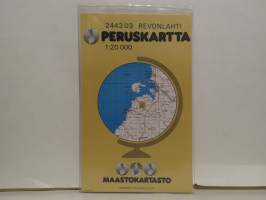 2443 03 REVONLAHTI
PERUSKARTTA
1:20 000
MAASTOKARTASTO